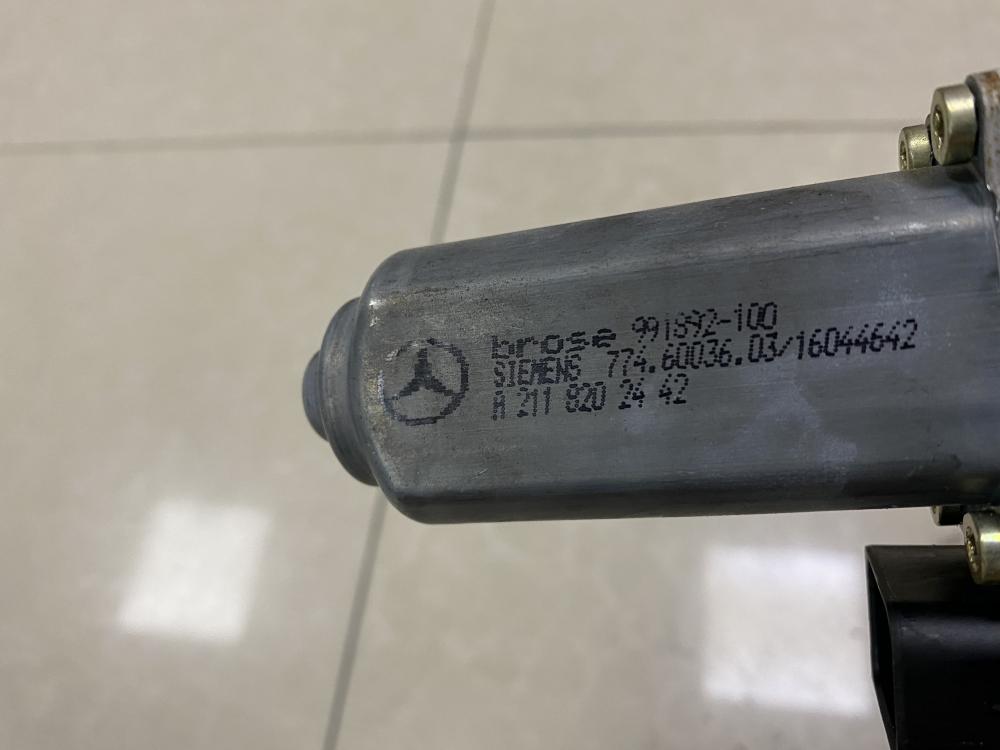 brose 991892-100
SIEMENS 774.60036.03/16044642
A 211 820 24 42